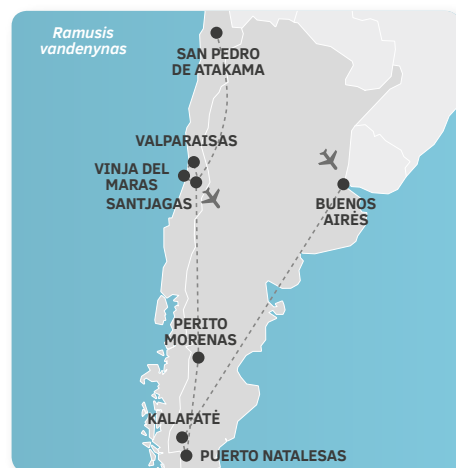 Ramusis
vandenynas
SAN PEDRO
DE ATAKAMA
VALPARAISAS
VINJA DEL
MARAS
SANTJAGAS
BUENOS
AIRĖS
PERITO
MORENAS
KALAFATĖ
PUERTO NATALESAS